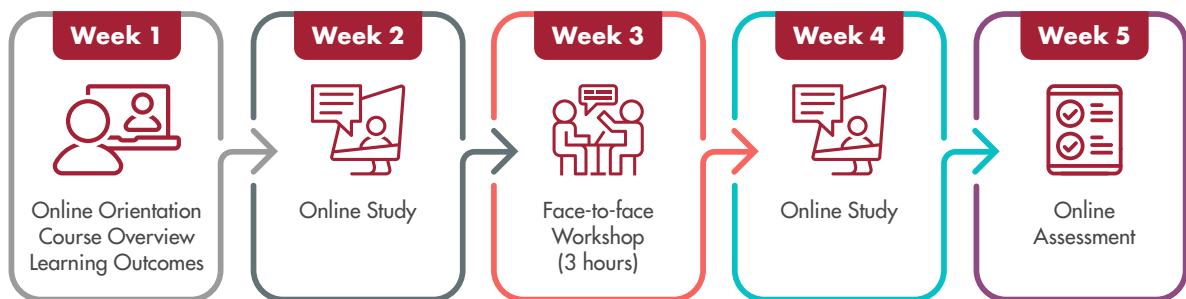 Week 1
Online Orientation
Course Overview
Learning Outcomes
Week 2
Online Study
Week 3
Face-to-face
Workshop
(3 hours)
Week 4
Online Study
Week 5
Online
Assessment